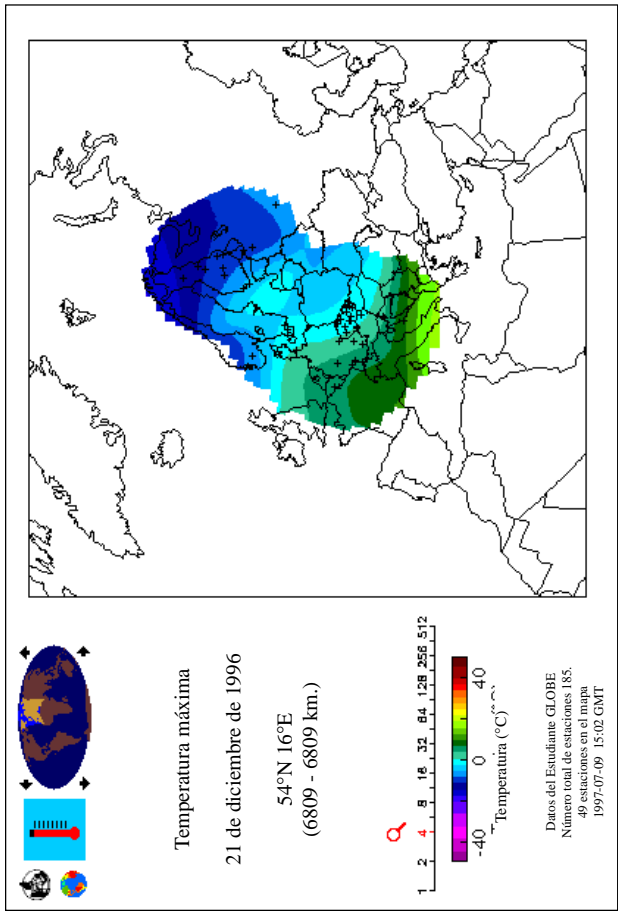 Temperatura máxima
21 de diciembre de 1996
54°N 16°E
(6809 - 6809 km.)
1 2 4 8 16 32 64 128 256 512
-40 0 40
Temperatura (°C)
Datos del Estudiante GLOBE
Número total de estaciones 185.
49 estaciones en el mapa
1997-07-09 15:02 GMT